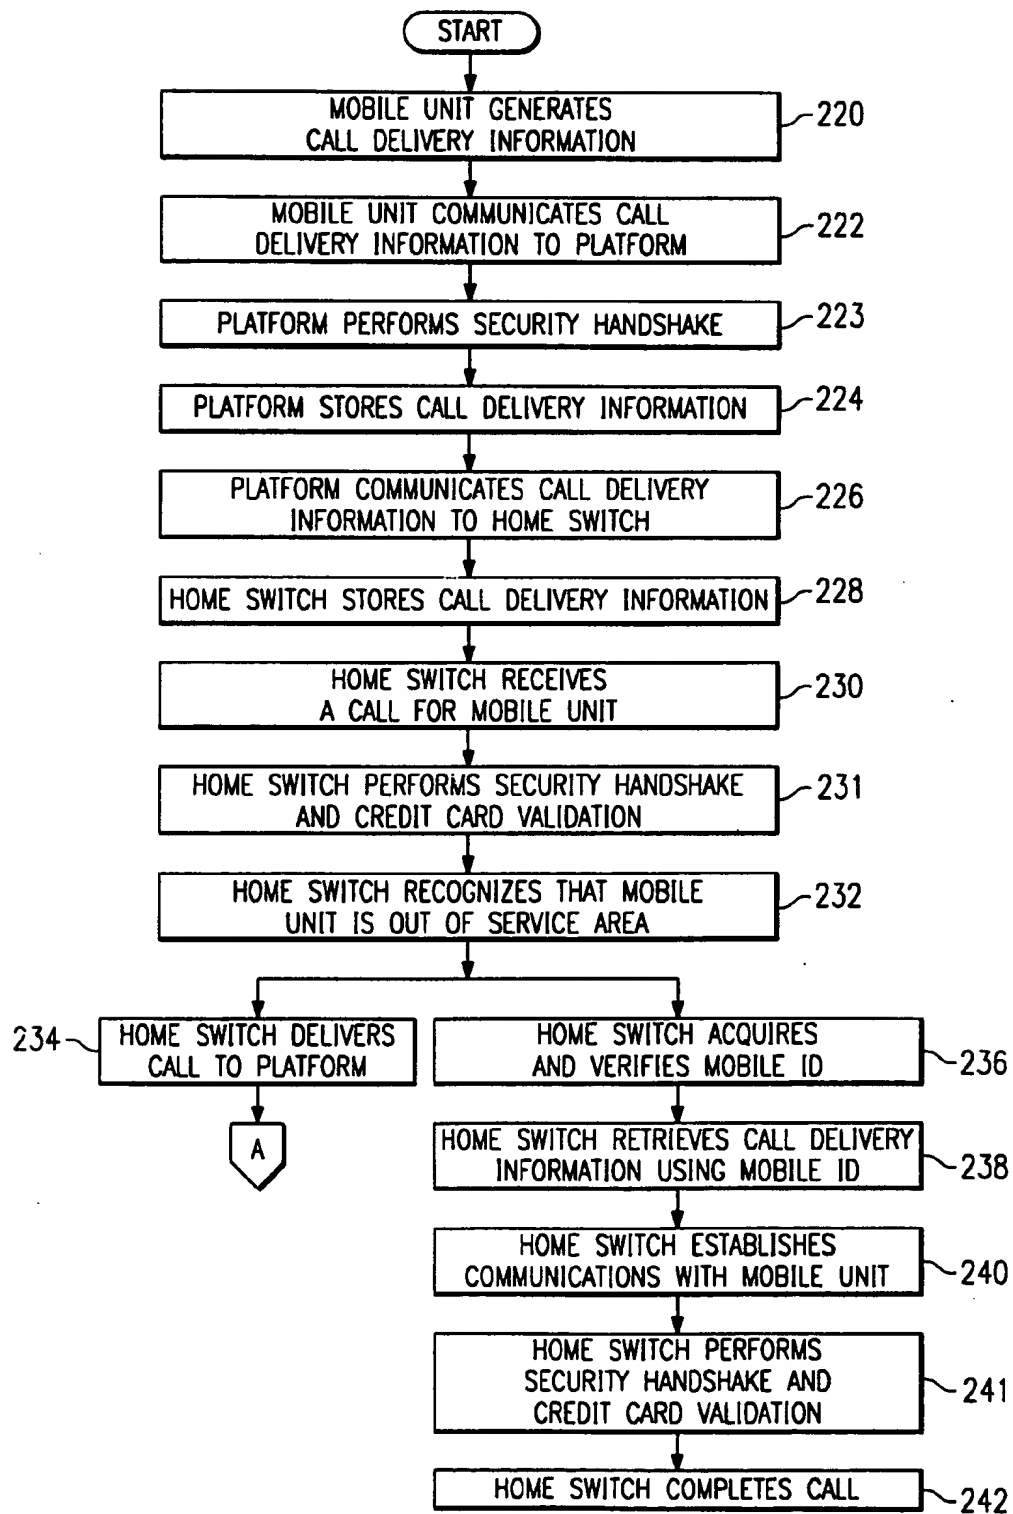 START
MOBILE UNIT GENERATES
CALL DELIVERY INFORMATION
220
MOBILE UNIT COMMUNICATES CALL
DELIVERY INFORMATION TO PLATFORM
222
PLATFORM PERFORMS SECURITY HANDSHAKE
223
PLATFORM STORES CALL DELIVERY INFORMATION
224
PLATFORM COMMUNICATES CALL DELIVERY
INFORMATION TO HOME SWITCH
226
HOME SWITCH STORES CALL DELIVERY INFORMATION
228
HOME SWITCH RECEIVES
A CALL FOR MOBILE UNIT
230
HOME SWITCH PERFORMS SECURITY HANDSHAKE
AND CREDIT CARD VALIDATION
231
HOME SWITCH RECOGNIZES THAT MOBILE
UNIT IS OUT OF SERVICE AREA
232
234
HOME SWITCH DELIVERS
CALL TO PLATFORM
A
HOME SWITCH ACQUIRES
AND VERIFIES MOBILE ID
236
HOME SWITCH RETRIEVES CALL DELIVERY
INFORMATION USING MOBILE ID
238
HOME SWITCH ESTABLISHES
COMMUNICATIONS WITH MOBILE UNIT
240
HOME SWITCH PERFORMS
SECURITY HANDSHAKE AND
CREDIT CARD VALIDATION
241
HOME SWITCH COMPLETES CALL
242